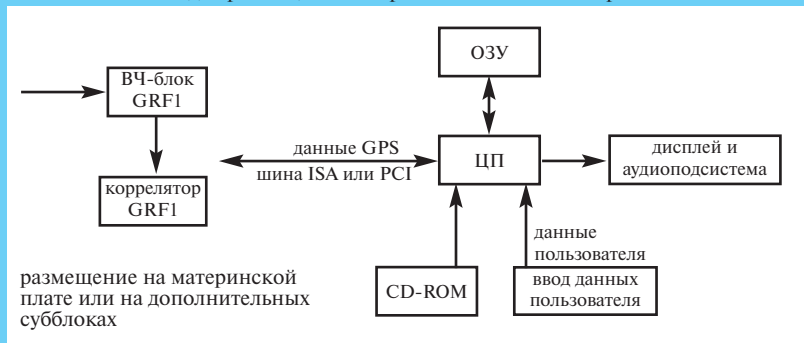 ОЗУ
ВЧ-блок
GRF1
данные GPS
шина ISA или PCI
ЦП
дисплей и
аудиоподсистема
коррелятор
GRF1
данные
пользователя
размещение на материнской
плате или на дополнительных
субблоках
CD-ROM
ввод данных
пользователя